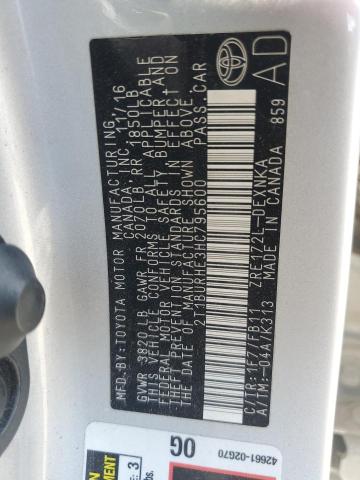 MFD.BY:TOYOTA MOTOR MANUFACTURING
CANADA INC. 11/16
GVWR 3820LB GAWR FR 2070LB RR 1850LB
THIS VEHICLE CONFORMS TO ALL APPLICABLE
FEDERAL MOTOR VEHICLE SAFETY, BUMPER, AND
THEFT PREVENTION STANDARDS IN EFFECT ON
THE DATE OF MANUFACTURE SHOWN ABOVE.
PASS.CAR
C/TR:1F7/FB11 ZRE172L-DEXNKA
A/TM:-04A/K313 MADE IN CANADA 859
AD
42661-02G70
0G
3